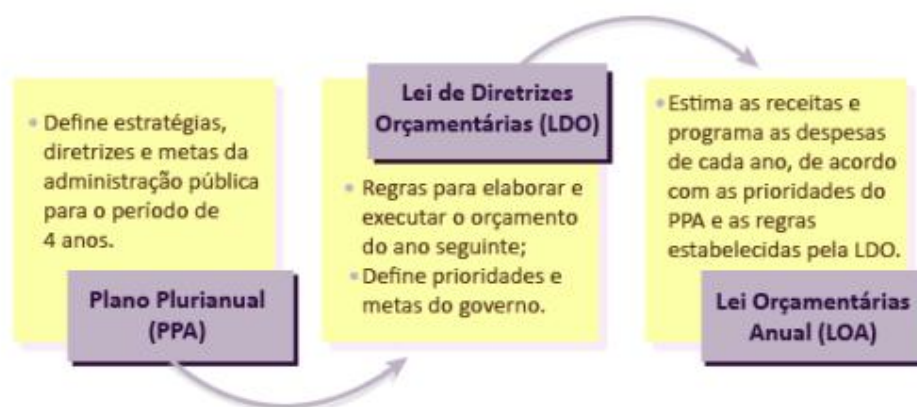 • Define estratégias,
diretrizes e metas da
administração pública
para o período de
4 anos.
Plano Plurianual
(PPA)
Lei de Diretrizes
Orçamentárias (LDO)
• Regras para elaborar e
executar o orçamento
do ano seguinte;
• Define prioridades e
metas do governo.
• Estima as receitas e
programa as despesas
de cada ano, de acordo
com as prioridades do
PPA e as regras
estabelecidas pela LDO.
Lei Orçamentárias
Anual (LOA)